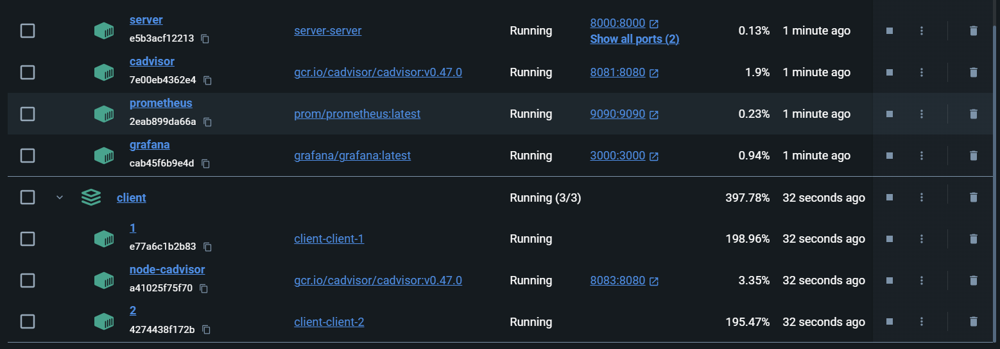 server
e5b3acf12213
server-server
Running
8000:8000
Show all ports (2)
0.13%
1 minute ago
cadvisor
7e00eb4362e4
gcr.io/cadvisor/cadvisor:v0.47.0
Running
8081:8080
1.9%
1 minute ago
prometheus
2eab899da66a
prom/prometheus:latest
Running
9090:9090
0.23%
1 minute ago
grafana
cab45f6b9e4d
grafana/grafana:latest
Running
3000:3000
0.94%
1 minute ago
client
Running (3/3)
397.78%
32 seconds ago
1
e77a6c1b2b83
client-client-1
Running
198.96%
32 seconds ago
node-cadvisor
a41025f75f70
gcr.io/cadvisor/cadvisor:v0.47.0
Running
8083:8080
3.35%
32 seconds ago
2
4274438f172b
client-client-2
Running
195.47%
32 seconds ago